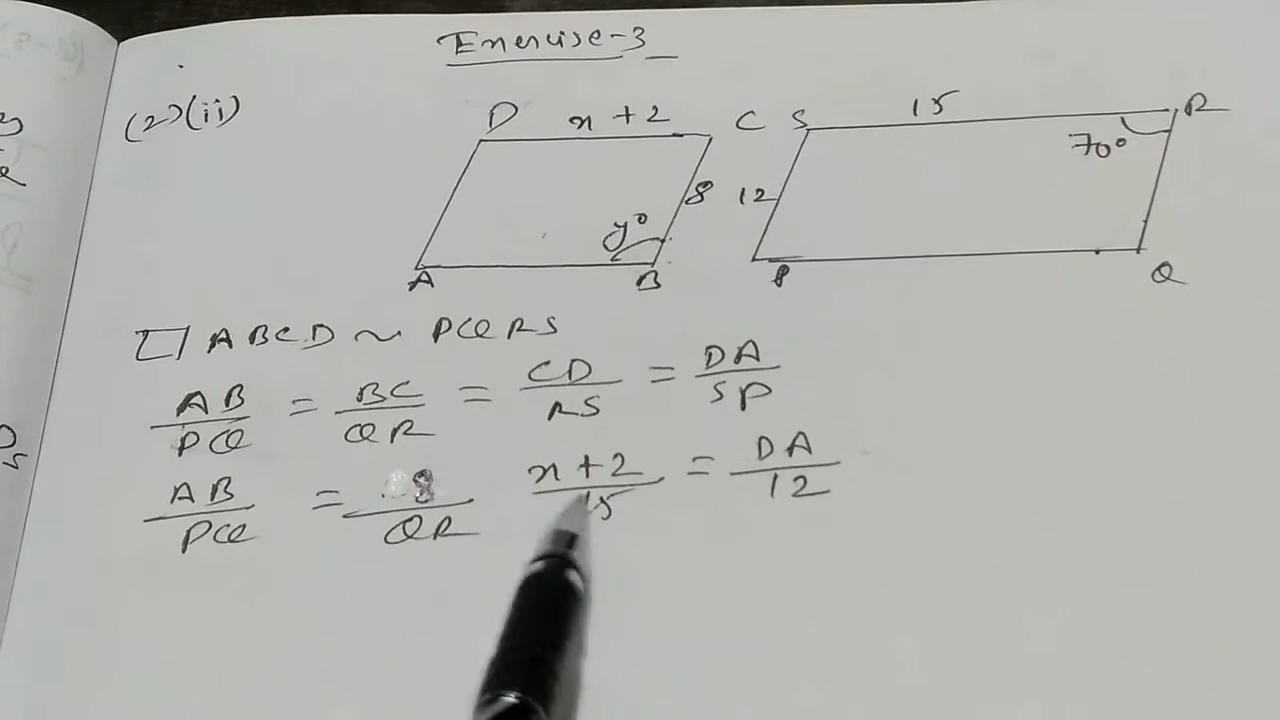 Exercise-3
(2)(ii)
D x+2 C S 15 R
70°
8 12
y°
A B P Q
▱ ABCD ~ PQRS
AB/PQ = BC/QR = CD/RS = DA/SP
AB/PQ = 8/QR x+2/15 = DA/12